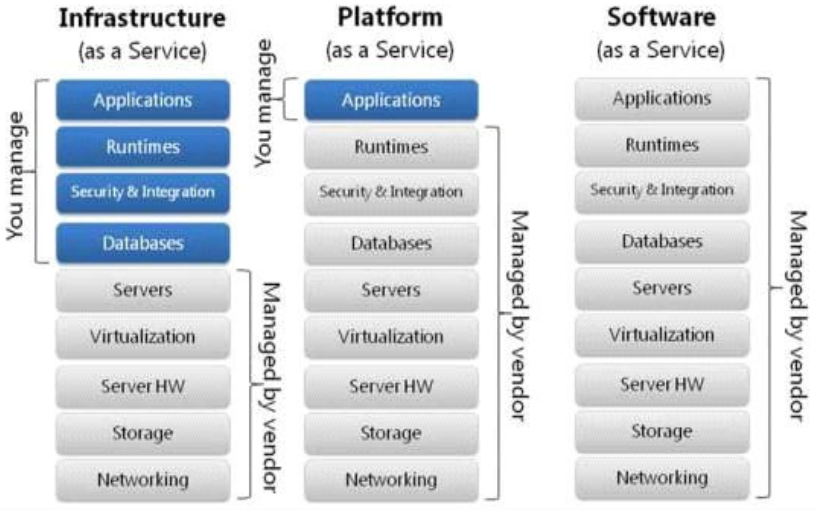 Infrastructure
(as a Service)
You manage
Applications
Runtimes
Security & Integration
Databases
Servers
Virtualization
Server HW
Storage
Networking
Managed by vendor
Platform
(as a Service)
You manage
Applications
Runtimes
Security & Integration
Databases
Servers
Virtualization
Server HW
Storage
Networking
Managed by vendor
Software
(as a Service)
Applications
Runtimes
Security & Integration
Databases
Servers
Virtualization
Server HW
Storage
Networking
Managed by vendor